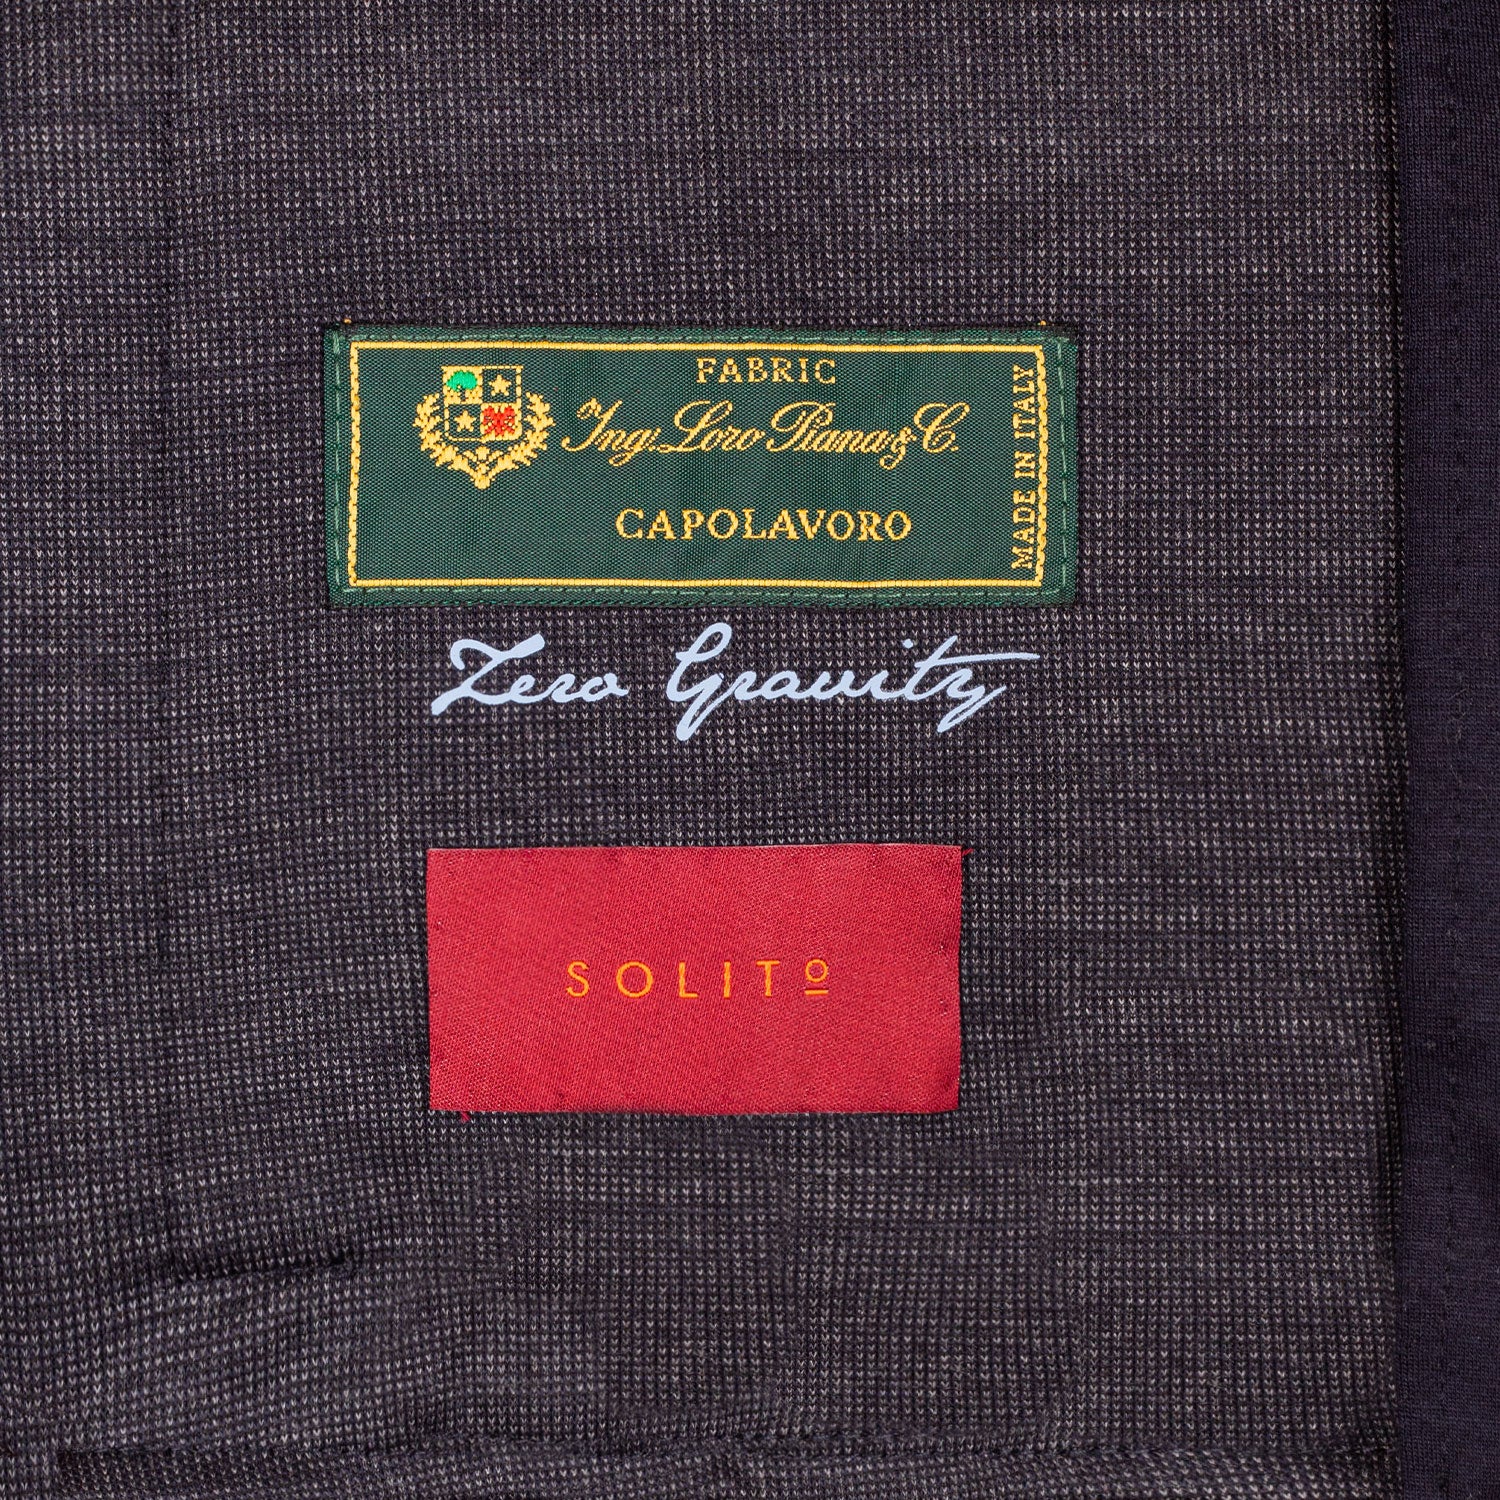 FABRIC
Ing. Loro Piana & C.
CAPOLAVORO
MADE IN ITALY
Zero Gravity
SOLITO